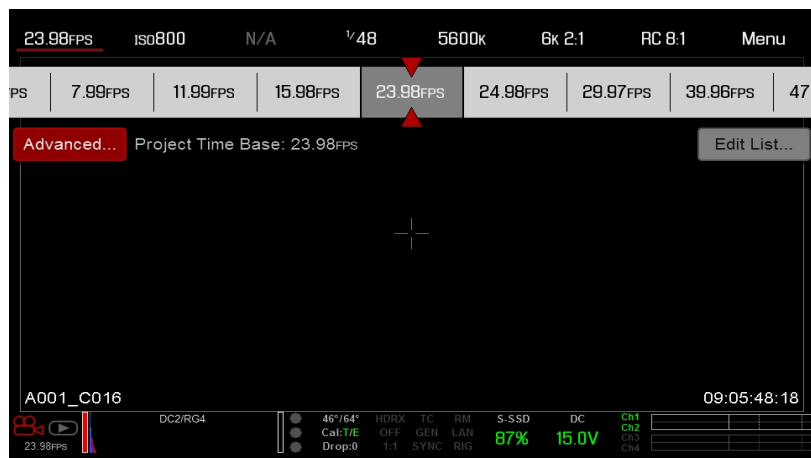 23.98FPS ISO800 N/A 1/48 5600K 6K 2:1 RC 8:1 Menu
PS 7.99FPS 11.99FPS 15.98FPS 23.98FPS 24.98FPS 29.97FPS 39.96FPS 47
Advanced... Project Time Base: 23.98FPS Edit List...
A001_C016 09:05:48:18
DC2/RG4 46°/64° HDRX TC RM S-SSD DC Ch1
Cal:T/E OFF GEN LAN 87% 15.0V Ch2
23.98FPS Drop:0 1:1 SYNC RIG Ch3
Ch4